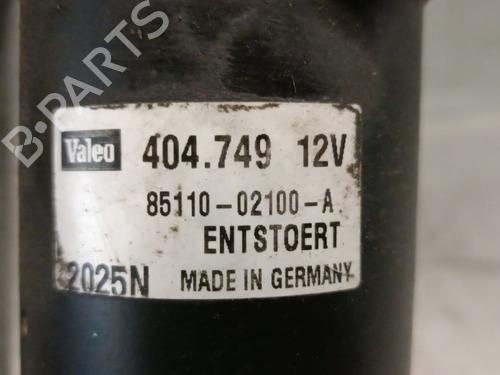 B-PARTS
Valeo 404.749 12V
85110-02100-A
ENTSTOERT
2025N MADE IN GERMANY